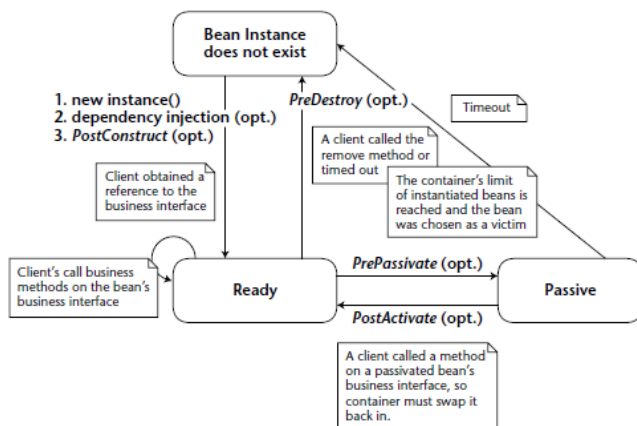 Bean Instance
does not exist
1. new instance()
2. dependency injection (opt.)
3. PostConstruct (opt.)
PreDestroy (opt.)
Timeout
A client called the
remove method or
timed out
Client obtained a
reference to the
business interface
The container's limit
of instantiated beans is
reached and the bean
was chosen as a victim
Client's call business
methods on the bean's
business interface
Ready
PrePassivate (opt.)
PostActivate (opt.)
Passive
A client called a method
on a passivated bean's
business interface, so
container must swap it
back in.